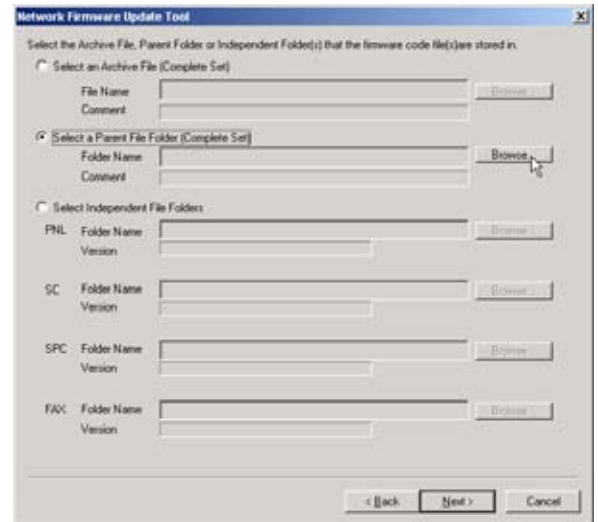 Network Firmware Update Tool
Select the Archive File, Parent Folder or Independent Folder(s) that the firmware code file(s)are stored in.
Select an Archive File (Complete Set)
File Name Browse...
Comment
Select a Parent File Folder (Complete Set)
Folder Name Browse...
Comment
Select Independent File Folders
PNL Folder Name Browse...
Version
SC Folder Name Browse...
Version
SPC Folder Name Browse...
Version
FAX Folder Name Browse...
Version
< Back Next > Cancel